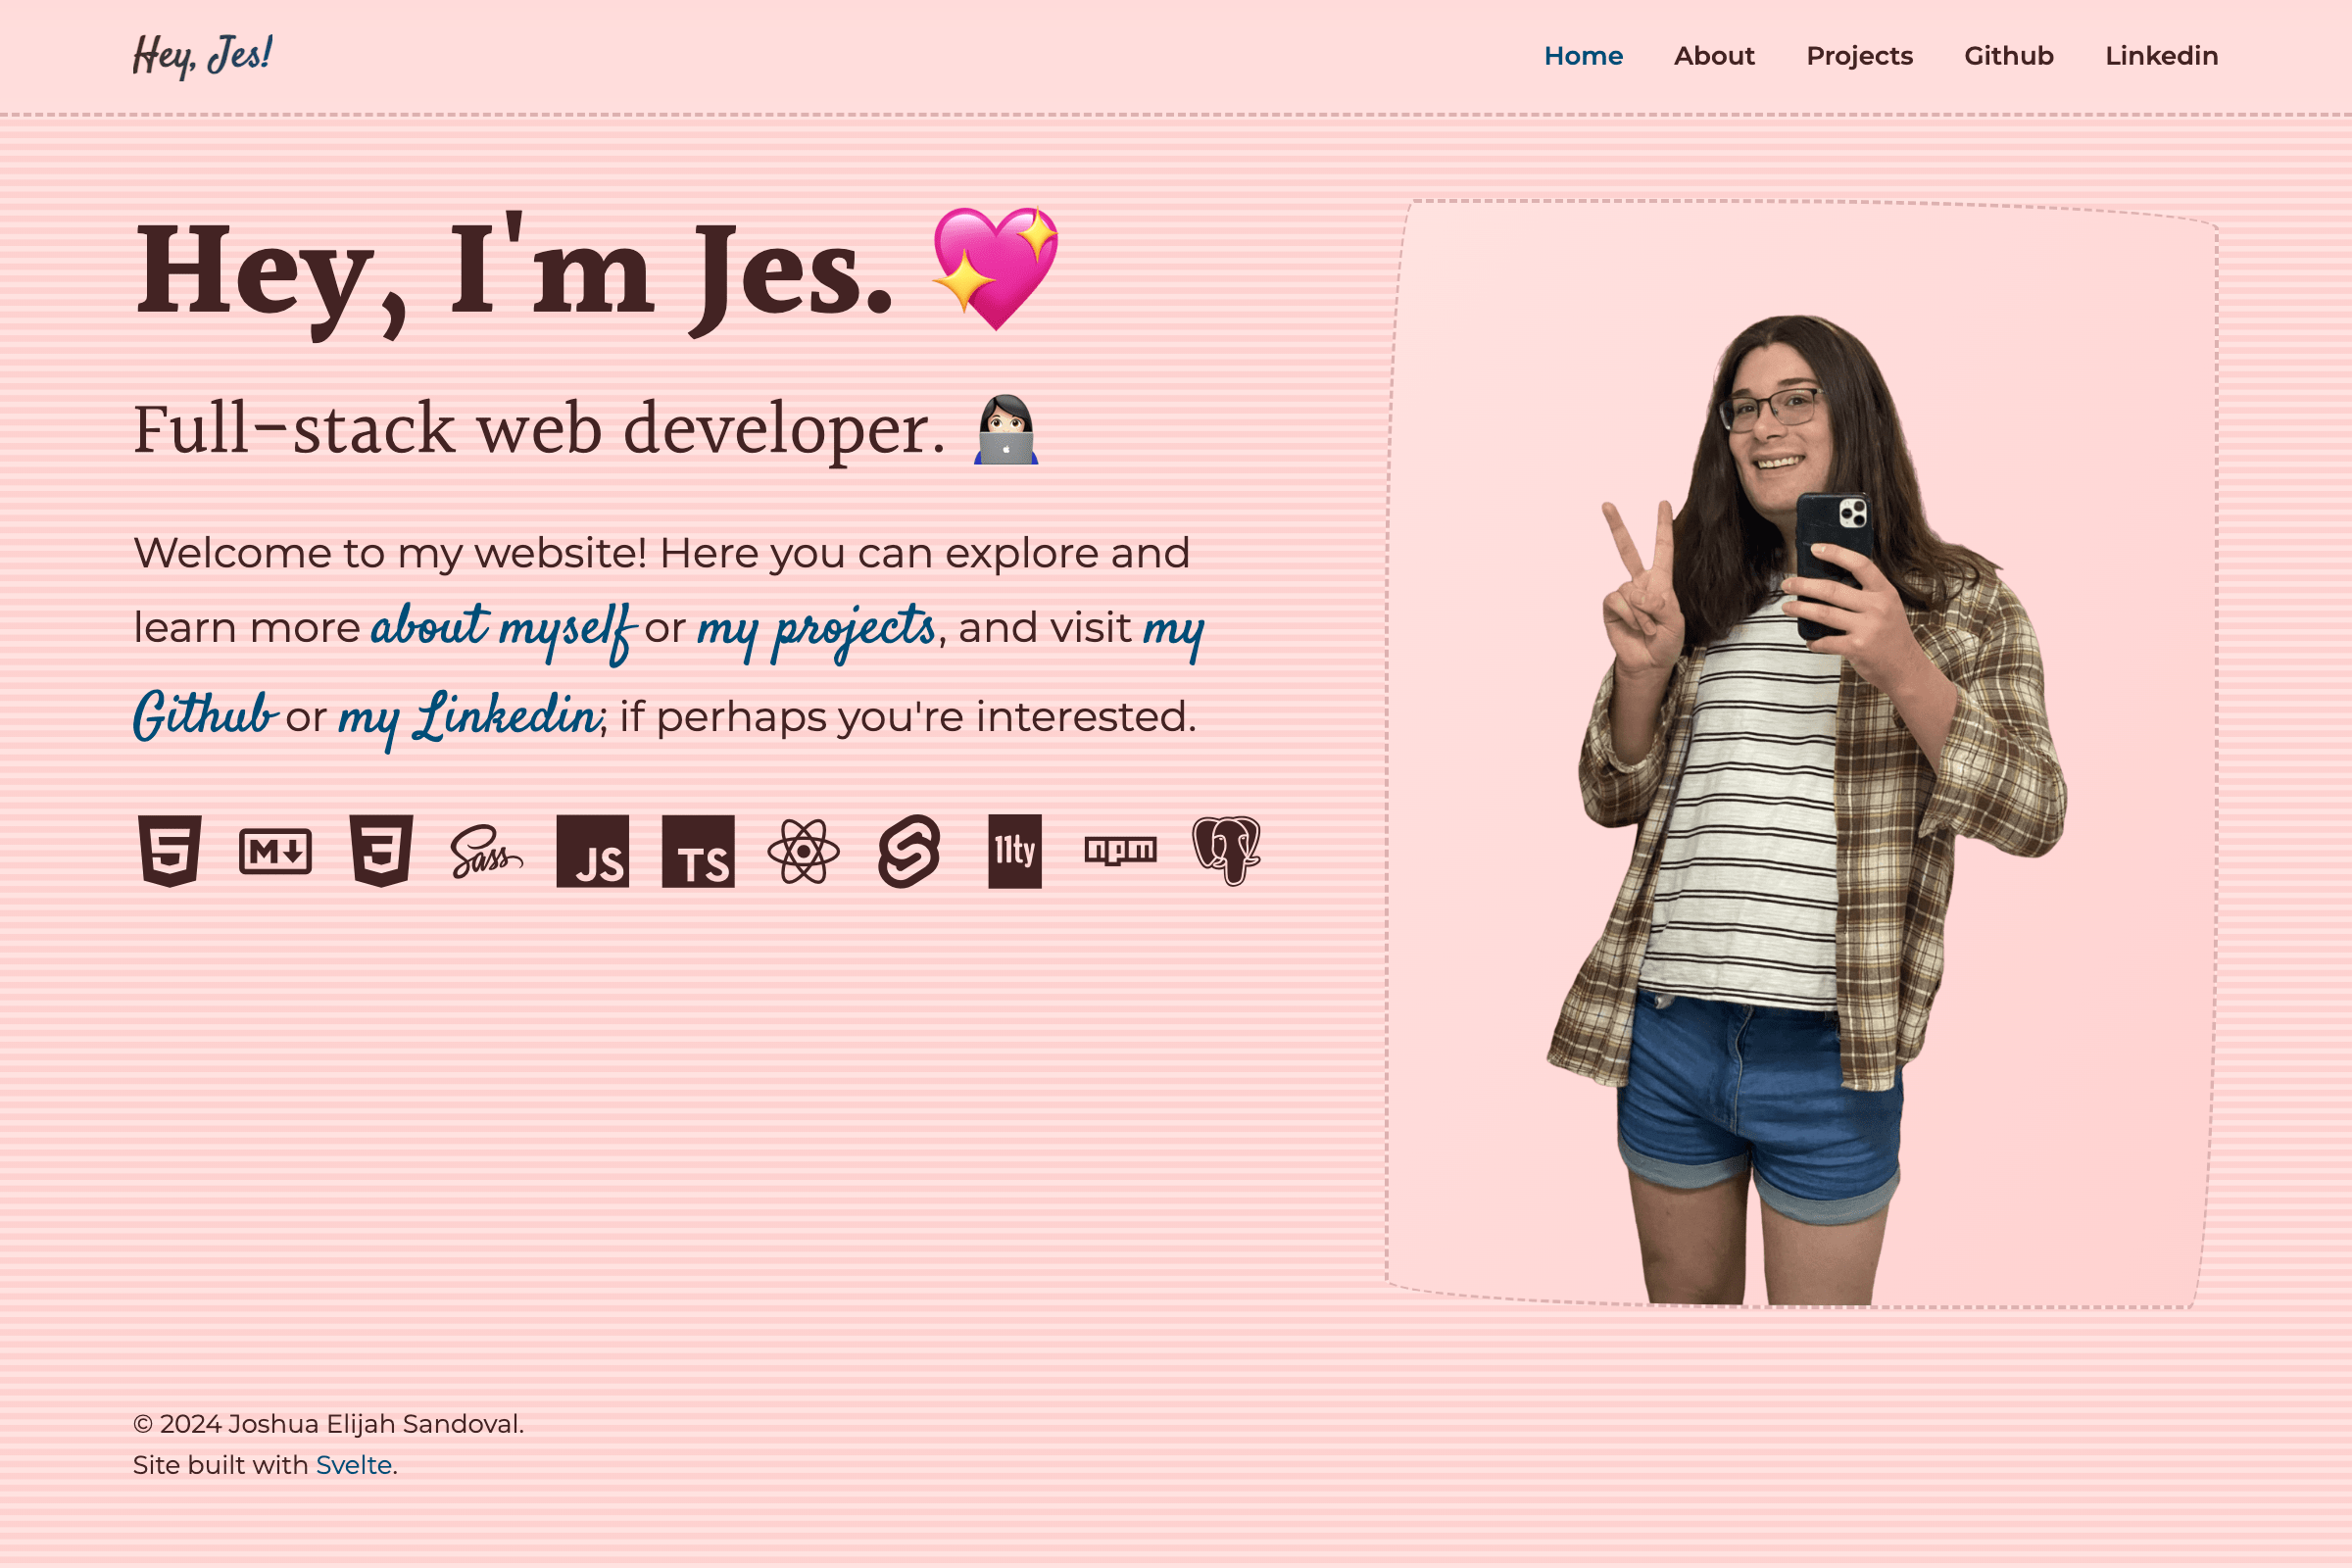 Hey, Jes!
Home About Projects Github Linkedin
Hey, I'm Jes. 💖
Full-stack web developer. 👩🏻‍💻
Welcome to my website! Here you can explore and
learn more about myself or my projects, and visit my
Github or my Linkedin; if perhaps you're interested.
5 M 3 Sass JS TS 11ty npm
© 2024 Joshua Elijah Sandoval.
Site built with Svelte.